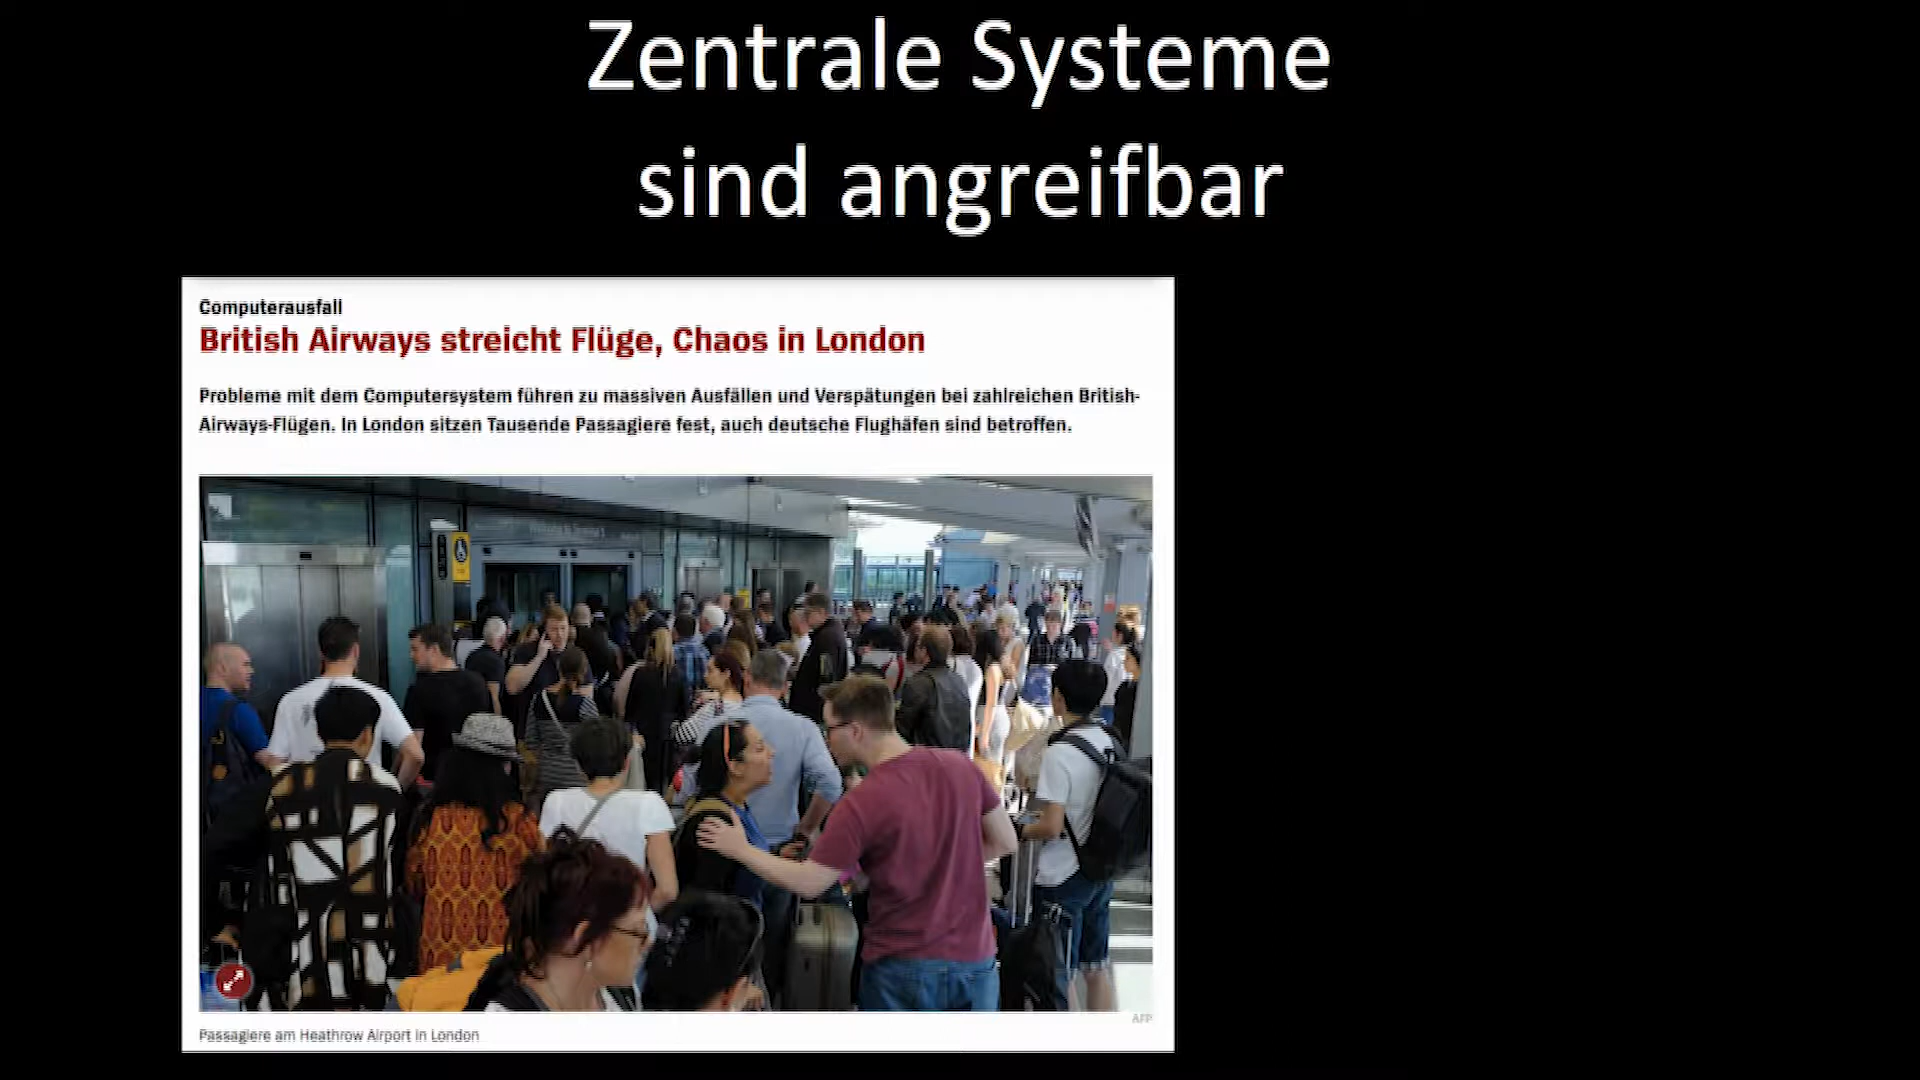 Zentrale Systeme
sind angreifbar
Computerausfall
British Airways streicht Flüge, Chaos in London
Probleme mit dem Computersystem führen zu massiven Ausfällen und Verspätungen bei zahlreichen British-
Airways-Flügen. In London sitzen Tausende Passagiere fest, auch deutsche Flughäfen sind betroffen.
AFP
Passagiere am Heathrow Airport in London